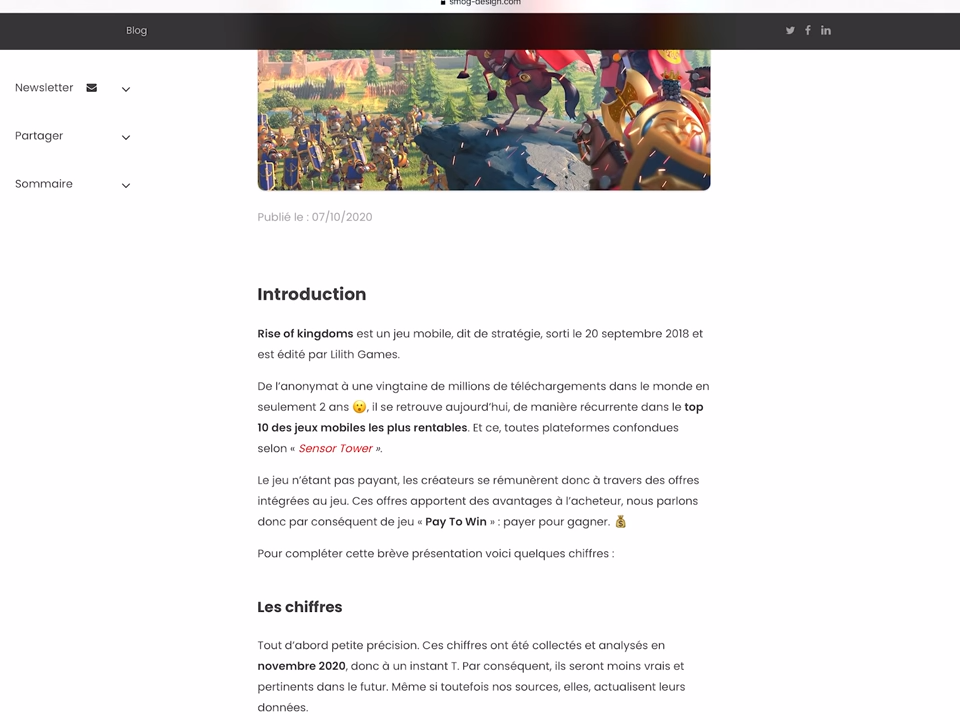 smog-design.com
Blog
Newsletter
Partager
Sommaire
Publié le : 07/10/2020
Introduction
Rise of kingdoms est un jeu mobile, dit de stratégie, sorti le 20 septembre 2018 et
est édité par Lilith Games.
De l’anonymat à une vingtaine de millions de téléchargements dans le monde en
seulement 2 ans 😮, il se retrouve aujourd’hui, de manière récurrente dans le top
10 des jeux mobiles les plus rentables. Et ce, toutes plateformes confondues
selon « Sensor Tower ».
Le jeu n’étant pas payant, les créateurs se rémunèrent donc à travers des offres
intégrées au jeu. Ces offres apportent des avantages à l’acheteur, nous parlons
donc par conséquent de jeu « Pay To Win » : payer pour gagner. 💰
Pour compléter cette brève présentation voici quelques chiffres :
Les chiffres
Tout d’abord petite précision. Ces chiffres ont été collectés et analysés en
novembre 2020, donc à un instant T. Par conséquent, ils seront moins vrais et
pertinents dans le futur. Même si toutefois nos sources, elles, actualisent leurs
données.